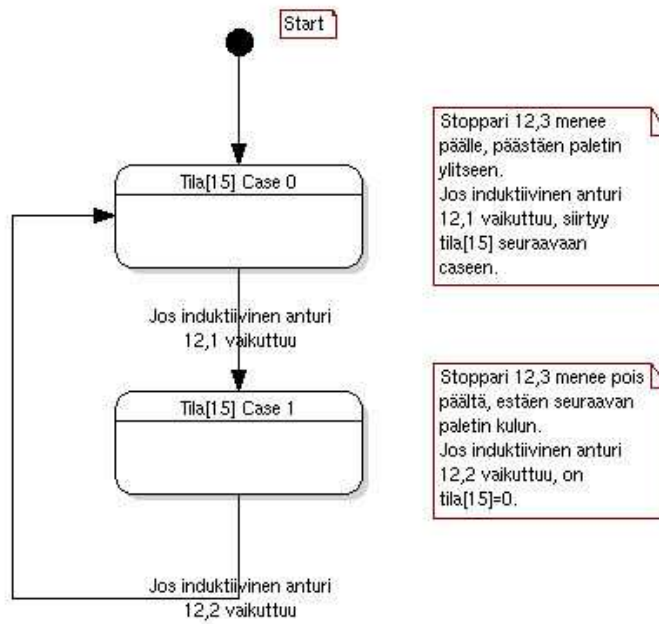 Start
Stoppari 12,3 menee
päälle, päästäen paletin
ylitseen.
Jos induktiivinen anturi
12,1 vaikuttuu, siirtyy
tila[15] seuraavaan
caseen.
Tila[15] Case 0
Jos induktiivinen anturi
12,1 vaikuttuu
Stoppari 12,3 menee pois
päältä, estäen seuraavan
paletin kulun.
Jos induktiivinen anturi
12,2 vaikuttuu, on
tila[15]=0.
Tila[15] Case 1
Jos induktiivinen anturi
12,2 vaikuttuu